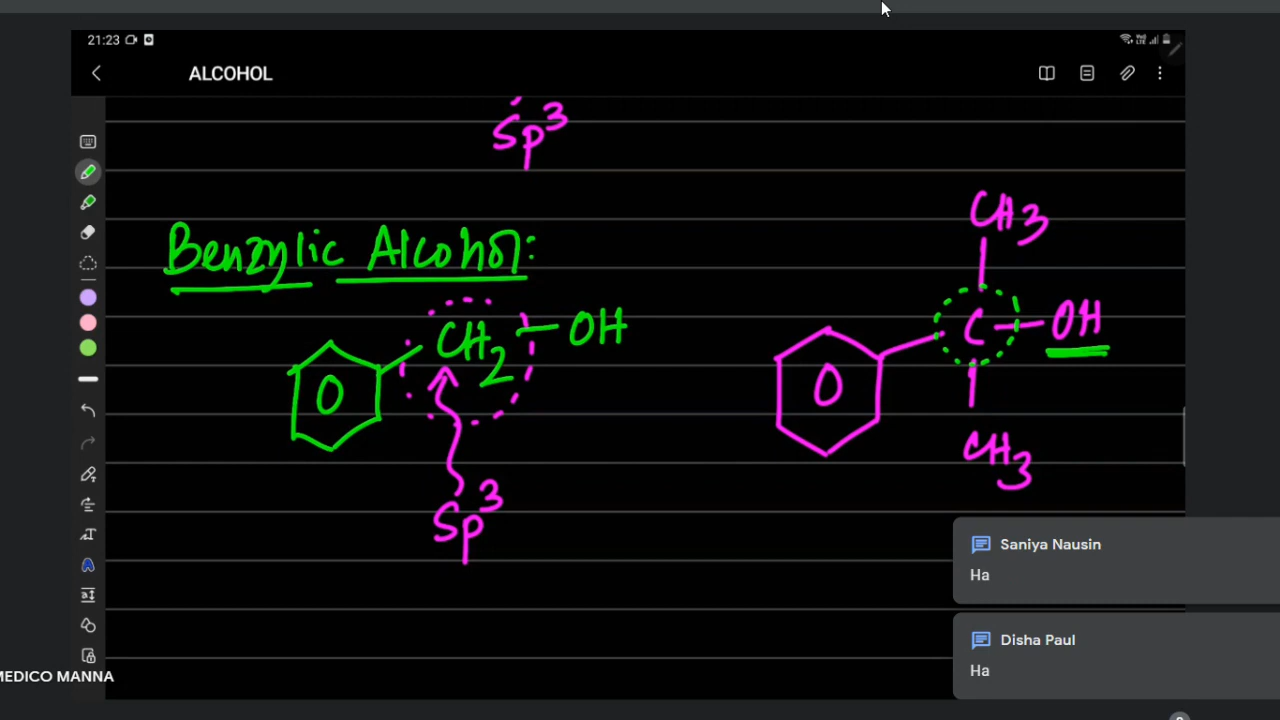 21:23
ALCOHOL
Sp3
Benzylic Alcohol:
CH2 - OH
O
Sp3
CH3
C - OH
O
CH3
Saniya Nausin
Ha
Disha Paul
Ha
MEDICO MANNA